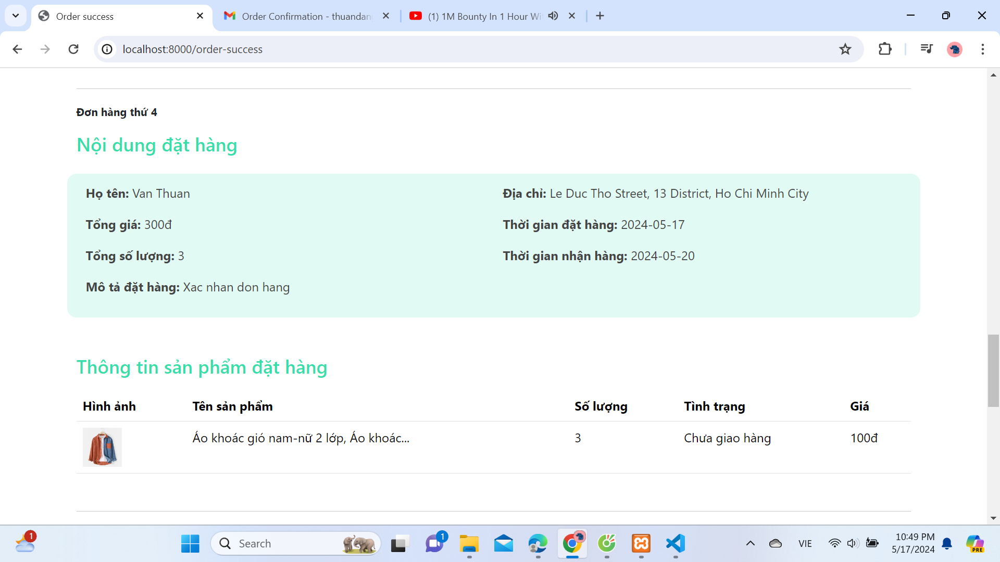 Order success
Order Confirmation - thuandan
(1) 1M Bounty In 1 Hour Wi
localhost:8000/order-success
Đơn hàng thứ 4
Nội dung đặt hàng
Họ tên: Van Thuan
Địa chỉ: Le Duc Tho Street, 13 District, Ho Chi Minh City
Tổng giá: 300đ
Thời gian đặt hàng: 2024-05-17
Tổng số lượng: 3
Thời gian nhận hàng: 2024-05-20
Mô tả đặt hàng: Xac nhan don hang
Thông tin sản phẩm đặt hàng
Hình ảnh Tên sản phẩm Số lượng Tình trạng Giá
Áo khoác gió nam-nữ 2 lớp, Áo khoác... 3 Chưa giao hàng 100đ
1
Search
1
VIE
10:49 PM
5/17/2024
PRE